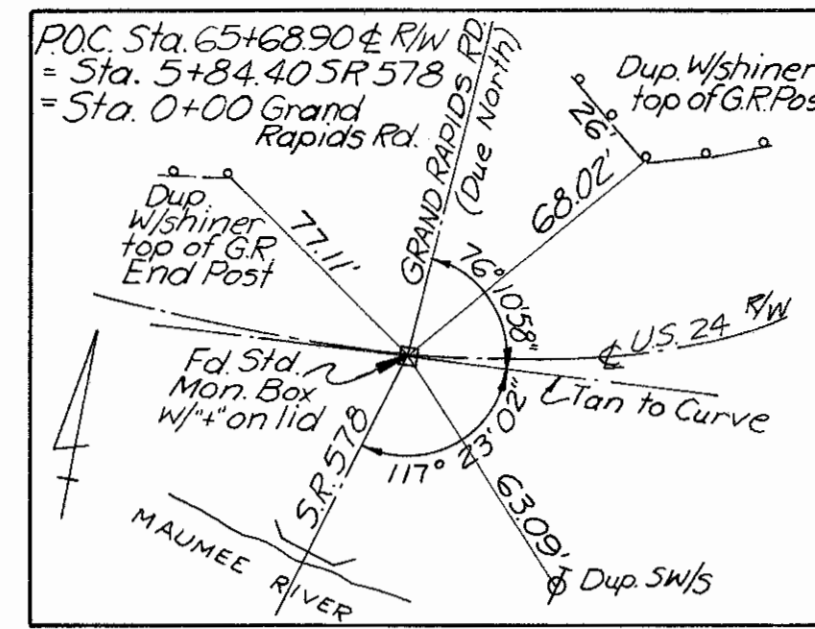 P.O.C. Sta. 65+68.90 ℄ R/W
= Sta. 5+84.40 SR 578
= Sta. 0+00 Grand
Rapids Rd.
GRAND RAPIDS RD.
(Due North)
Dup. W/shiner
top of G.R. Pos
26'
68.02'
Dup.
W/shiner
top of G.R.
End Post
77.11'
76° 10' 58"
℄ U.S. 24 R/W
Fd. Std.
Mon. Box
W/"+" on lid
Tan to Curve
S.R. 578
117° 23' 02"
63.09'
MAUMEE RIVER
Dup. SW/S